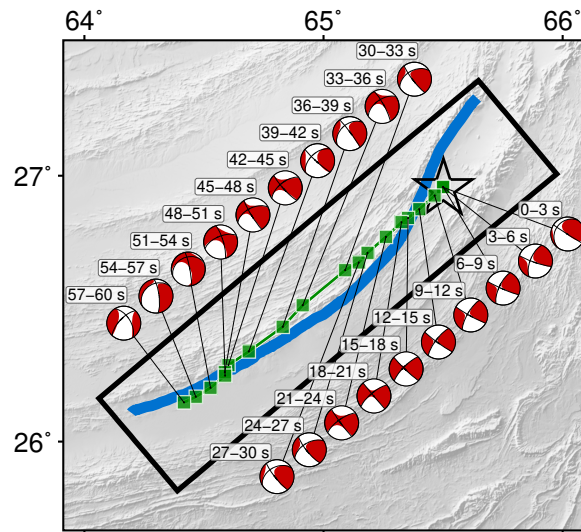 64˚ 65˚ 66˚
30–33 s
33–36 s
36–39 s
39–42 s
42–45 s
45–48 s
48–51 s
51–54 s
54–57 s
57–60 s
27˚
26˚
0–3 s
3–6 s
6–9 s
9–12 s
12–15 s
15–18 s
18–21 s
21–24 s
24–27 s
27–30 s